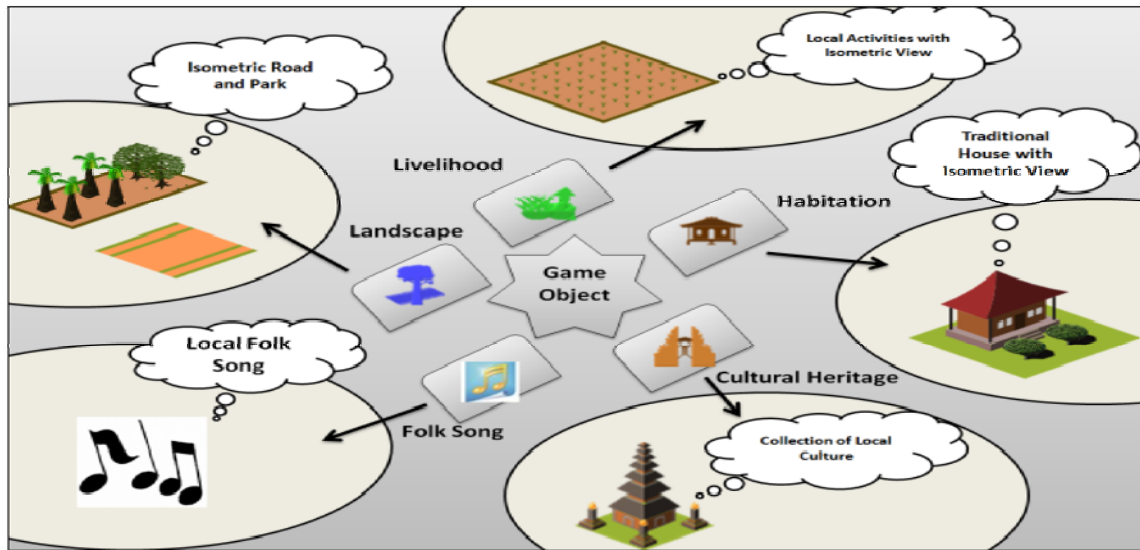 Local Activities with
Isometric View
Isometric Road
and Park
Traditional
House with
Isometric View
Livelihood
Habitation
Landscape
Game
Object
Local Folk
Song
Cultural Heritage
Folk Song
Collection of Local
Culture